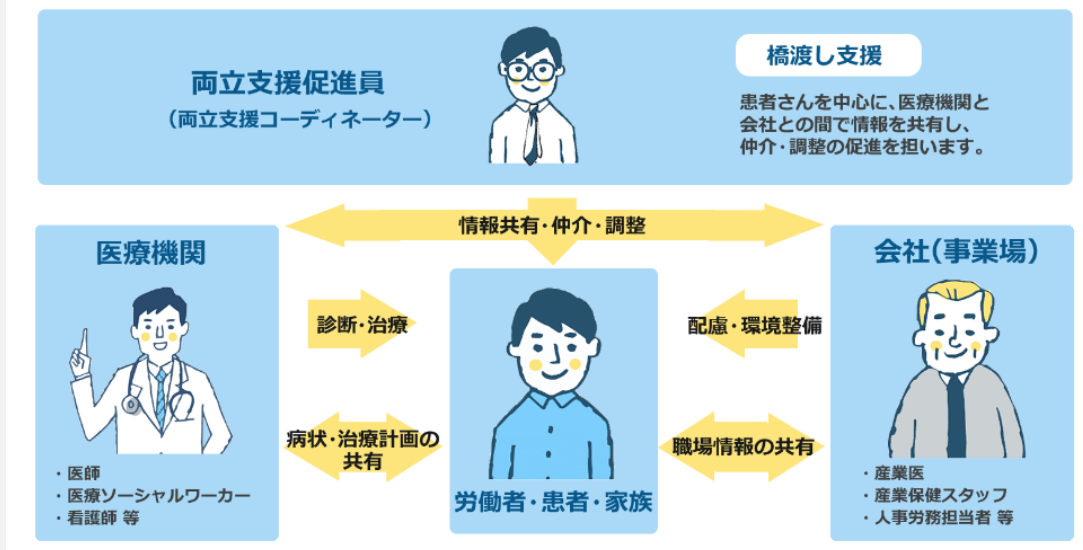 両立支援促進員
（両立支援コーディネーター）
橋渡し支援
患者さんを中心に、医療機関と
会社との間で情報を共有し、
仲介・調整の促進を担います。
情報共有・仲介・調整
医療機関
・医師
・医療ソーシャルワーカー
・看護師 等
診断・治療
病状・治療計画の
共有
労働者・患者・家族
配慮・環境整備
職場情報の共有
会社（事業場）
・産業医
・産業保健スタッフ
・人事労務担当者 等